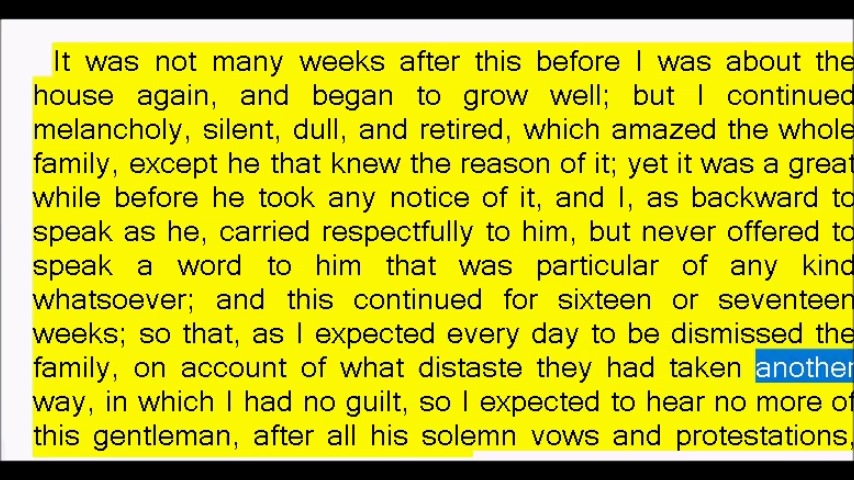 It was not many weeks after this before I was about the
house again, and began to grow well; but I continued
melancholy, silent, dull, and retired, which amazed the whole
family, except he that knew the reason of it; yet it was a great
while before he took any notice of it, and I, as backward to
speak as he, carried respectfully to him, but never offered to
speak a word to him that was particular of any kind
whatsoever; and this continued for sixteen or seventeen
weeks; so that, as I expected every day to be dismissed the
family, on account of what distaste they had taken another
way, in which I had no guilt, so I expected to hear no more of
this gentleman, after all his solemn vows and protestations,